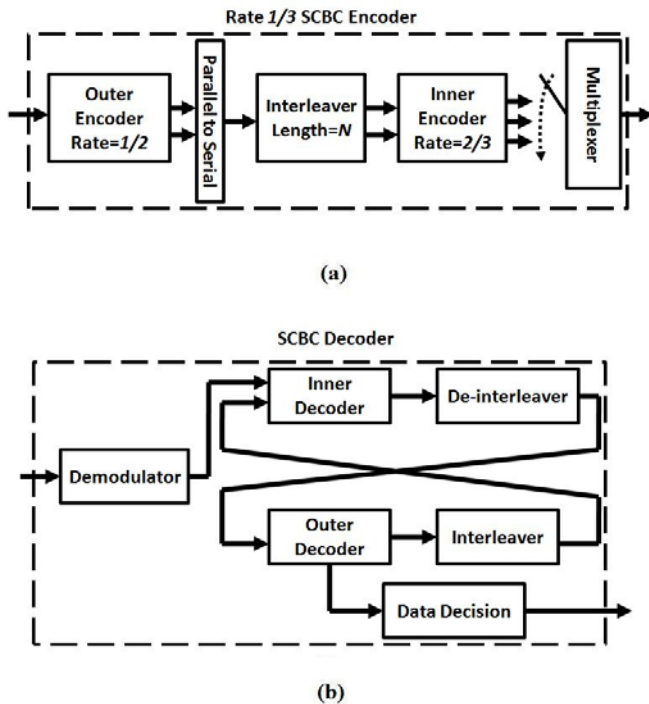 Rate 1/3 SCBC Encoder
Outer
Encoder
Rate=1/2
Parallel to Serial
Interleaver
Length=N
Inner
Encoder
Rate=2/3
Multiplexer
(a)
SCBC Decoder
Demodulator
Inner
Decoder
De-interleaver
Outer
Decoder
Interleaver
Data Decision
(b)